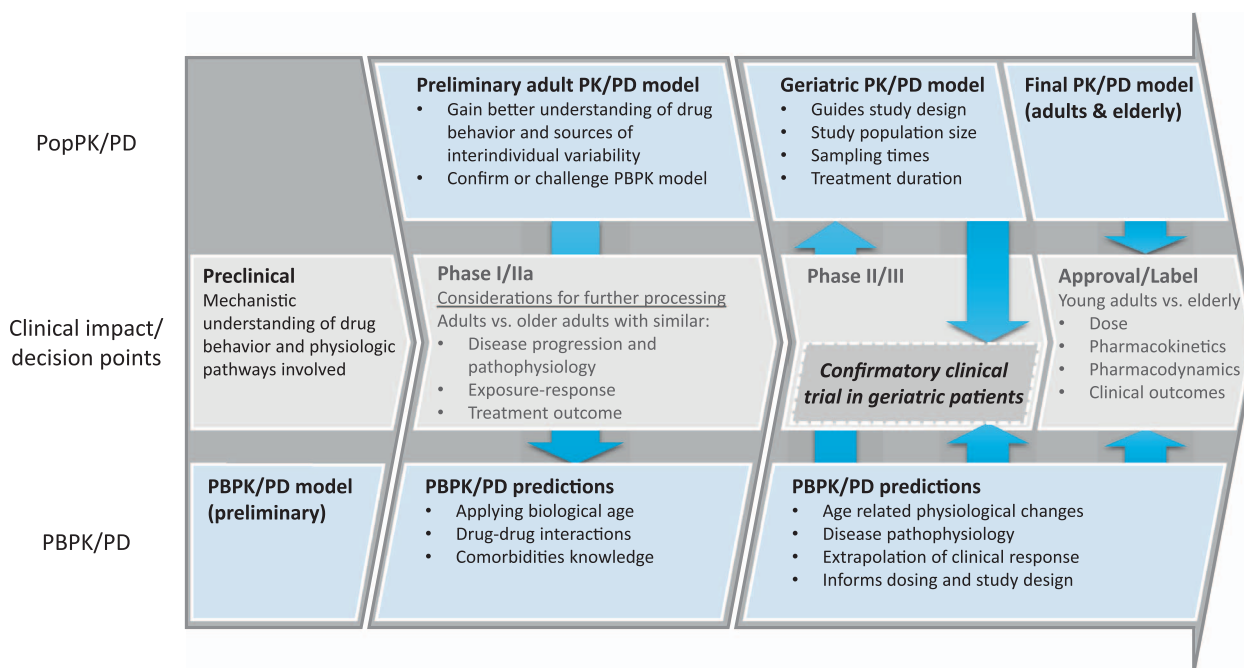 PopPK/PD
Preliminary adult PK/PD model
• Gain better understanding of drug
behavior and sources of
interindividual variability
• Confirm or challenge PBPK model
Geriatric PK/PD model
• Guides study design
• Study population size
• Sampling times
• Treatment duration
Final PK/PD model
(adults & elderly)
Clinical impact/
decision points
Preclinical
Mechanistic
understanding of drug
behavior and physiologic
pathways involved
Phase I/IIa
Considerations for further processing
Adults vs. older adults with similar:
• Disease progression and
pathophysiology
• Exposure-response
• Treatment outcome
Phase II/III
Confirmatory clinical
trial in geriatric patients
Approval/Label
Young adults vs. elderly
• Dose
• Pharmacokinetics
• Pharmacodynamics
• Clinical outcomes
PBPK/PD
PBPK/PD model
(preliminary)
PBPK/PD predictions
• Applying biological age
• Drug-drug interactions
• Comorbidities knowledge
PBPK/PD predictions
• Age related physiological changes
• Disease pathophysiology
• Extrapolation of clinical response
• Informs dosing and study design